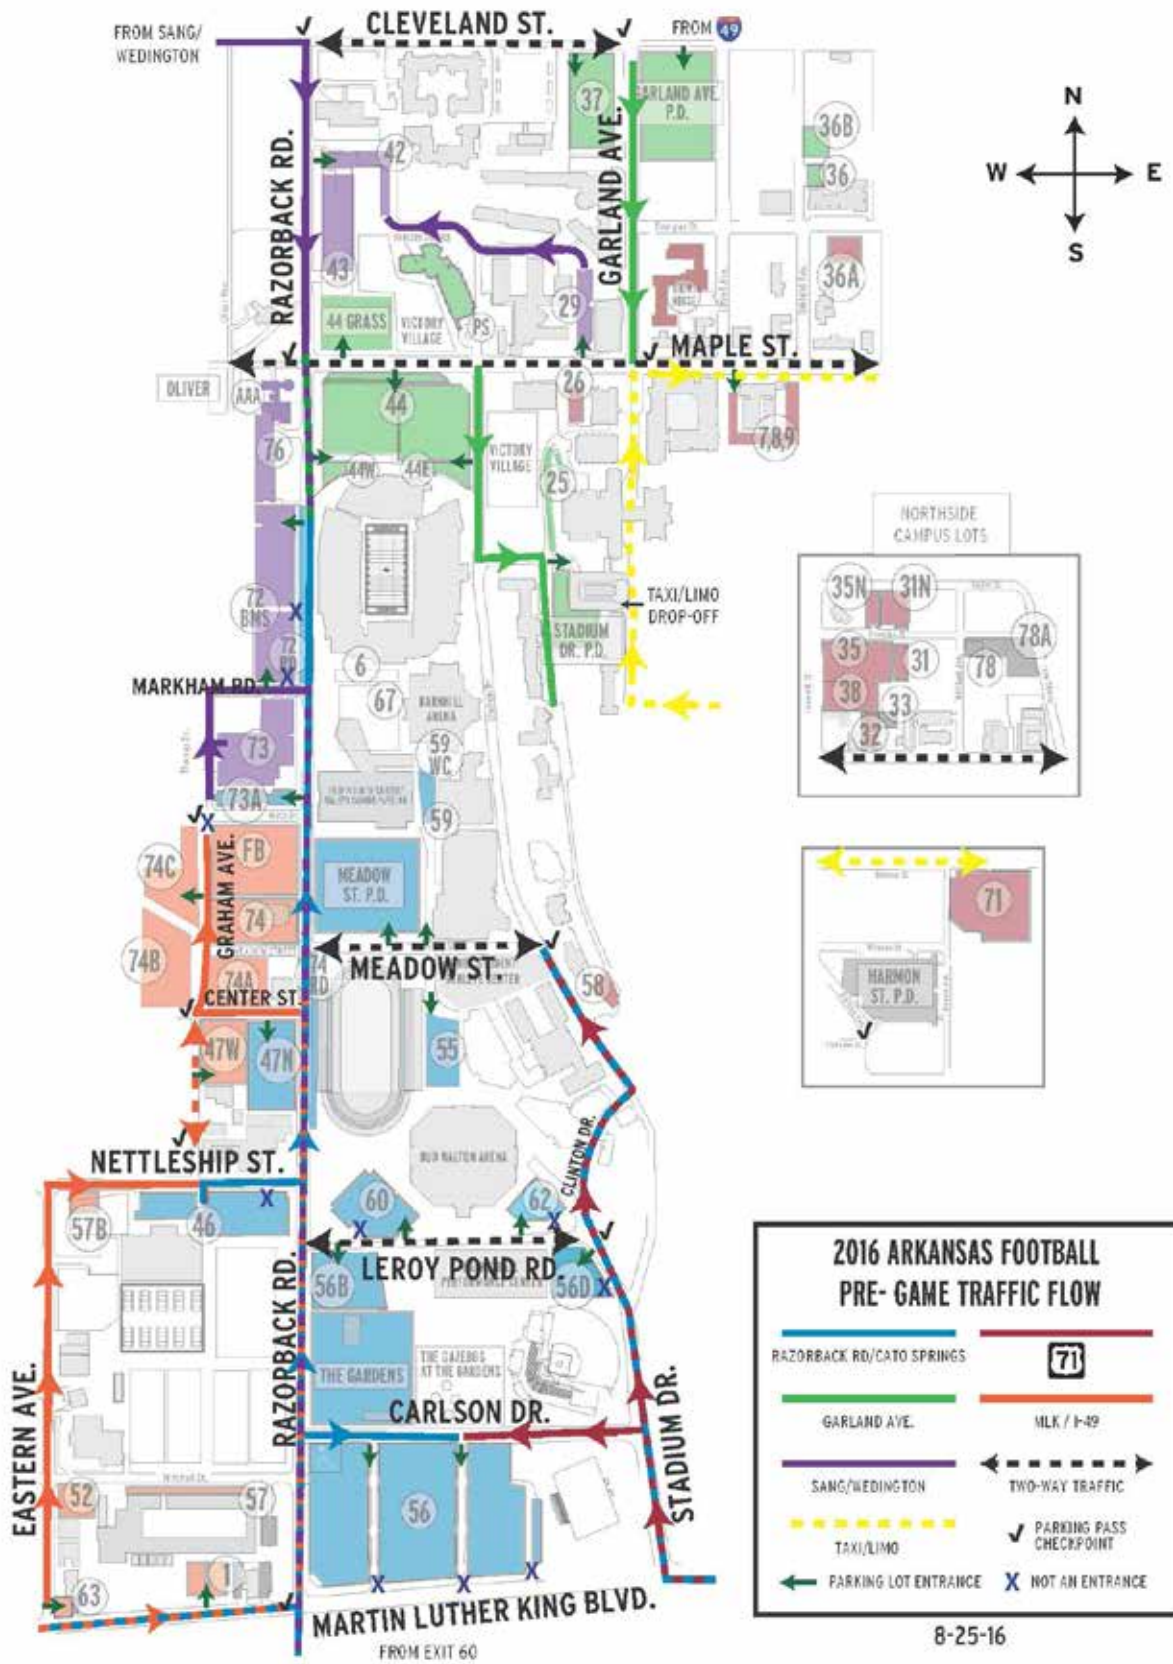 CLEVELAND ST.
FROM SANG/
WEDINGTON
FROM 49
37
GARLAND AVE.
P.D.
36B
36
42
RAZORBACK RD.
GARLAND AVE.
N
W E
S
43
36A
29
44 GRASS
VICTORY
VILLAGE
PS
MAPLE ST.
OLIVER
AAA
26
44
7,8,9
76
VICTORY
VILLAGE
44W
44E
25
NORTHSIDE
CAMPUS LOTS
35N
31N
35
31
78A
78
38
33
32
72
BMS
72
TAXI/LIMO
DROP-OFF
STADIUM
DR. P.D.
6
MARKHAM RD.
67
BARNHILL
ARENA
73
59
WC
73A
59
74C
FB
GRAHAM AVE.
MEADOW
ST. P.D.
74
71
74B
74A
74
RD
MEADOW ST.
CENTER ST.
58
HARMON
ST. P.D.
47W
47N
55
NETTLESHIP ST.
BUD WALTON ARENA
CLINTON DR.
57B
46
60
62
LEROY POND RD.
56B
56D
RAZORBACK RD.
EASTERN AVE.
THE GARDENS
THE GAZEBOS
AT THE GARDENS
CARLSON DR.
STADIUM DR.
52
57
56
63
MARTIN LUTHER KING BLVD.
FROM EXIT 60
2016 ARKANSAS FOOTBALL
PRE- GAME TRAFFIC FLOW
RAZORBACK RD/CATO SPRINGS
71
GARLAND AVE.
MLK / I-49
SANG/WEDINGTON
TWO-WAY TRAFFIC
TAXI/LIMO
PARKING PASS
CHECKPOINT
PARKING LOT ENTRANCE
X NOT AN ENTRANCE
8-25-16